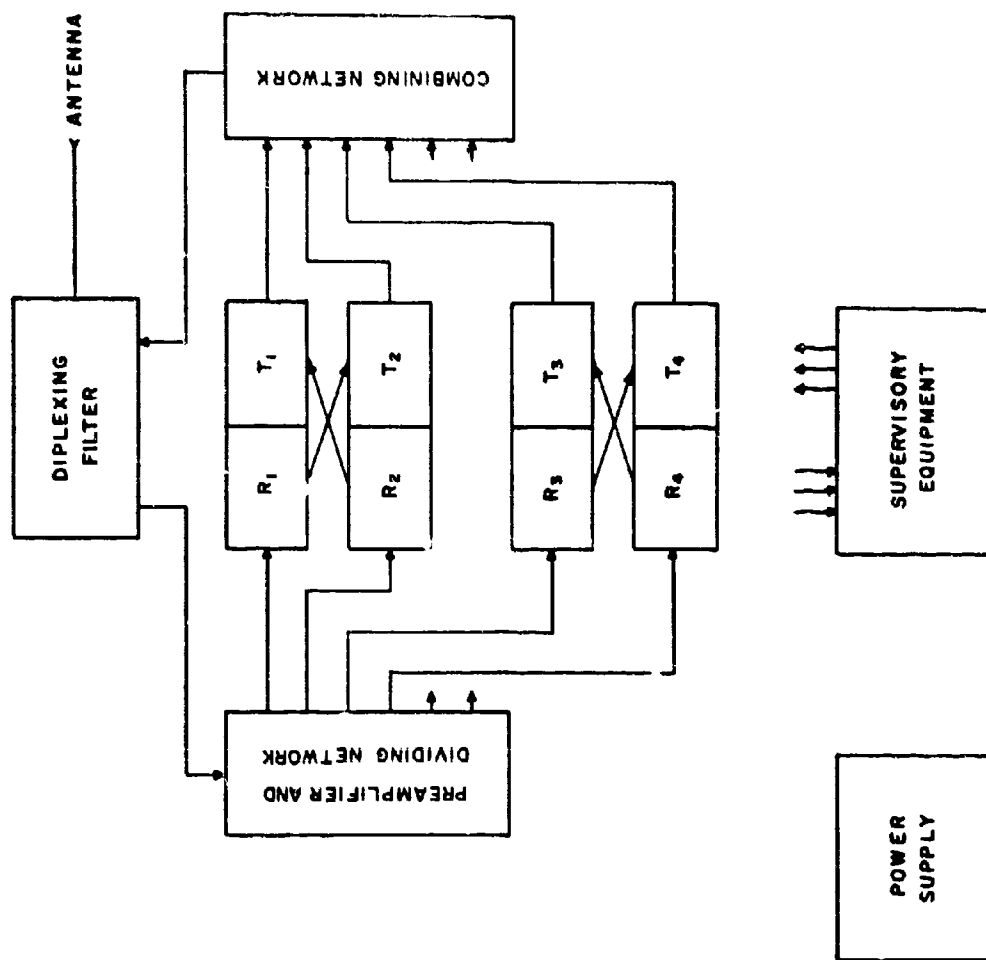 ANTENNA
DIPLEXING
FILTER
COMBINING NETWORK
R1
T1
R2
T2
R3
T3
R4
T4
PREAMPLIFIER AND
DIVIDING NETWORK
SUPERVISORY
EQUIPMENT
POWER
SUPPLY